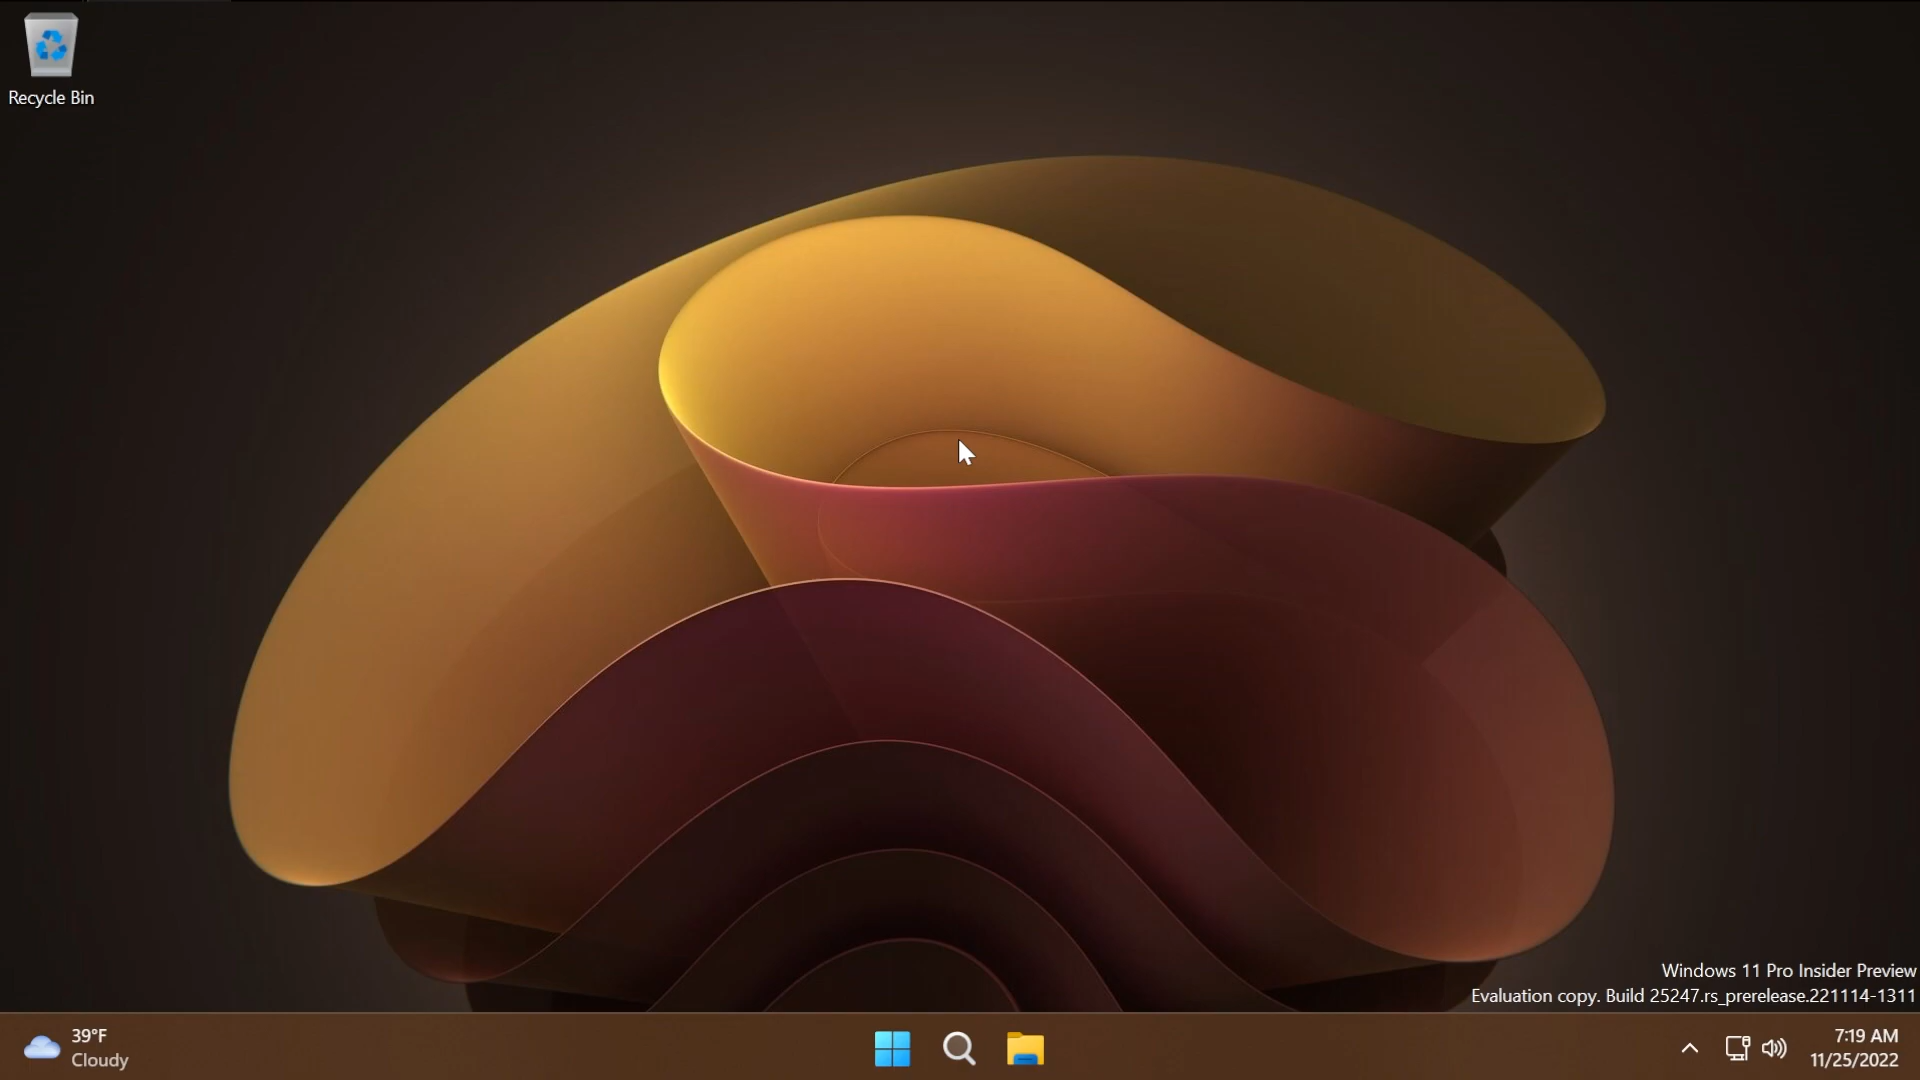 Recycle Bin
Windows 11 Pro Insider Preview
Evaluation copy. Build 25247.rs_prerelease.221114-1311
39°F
Cloudy
7:19 AM
11/25/2022